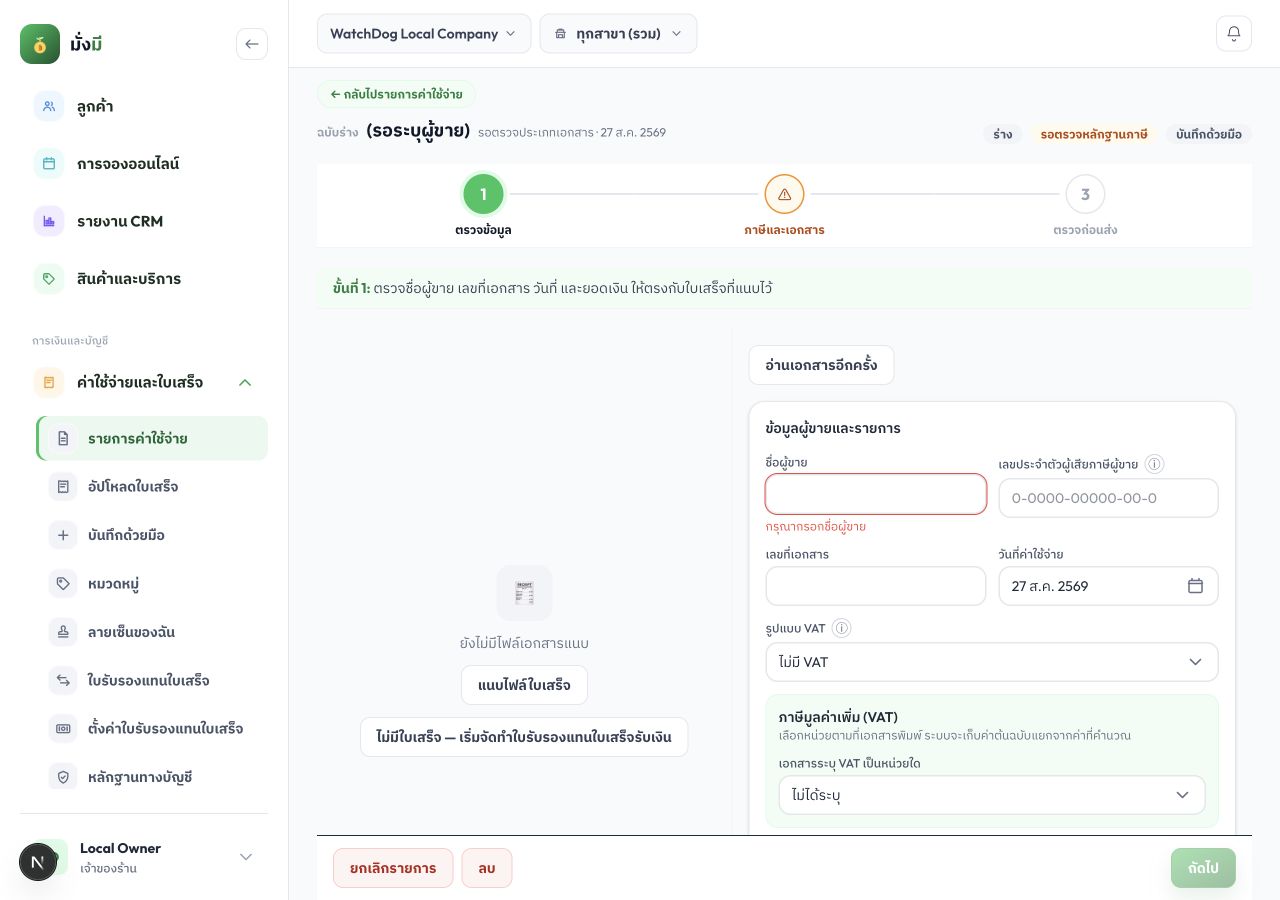 มั่งมี
ลูกค้า
การจองออนไลน์
รายงาน CRM
สินค้าและบริการ
การเงินและบัญชี
ค่าใช้จ่ายและใบเสร็จ
รายการค่าใช้จ่าย
อัปโหลดใบเสร็จ
บันทึกด้วยมือ
หมวดหมู่
ลายเซ็นของฉัน
ใบรับรองแทนใบเสร็จ
ตั้งค่าใบรับรองแทนใบเสร็จ
หลักฐานทางบัญชี
N
Local Owner
เจ้าของร้าน
WatchDog Local Company
ทุกสาขา (รวม)
← กลับไปรายการค่าใช้จ่าย
ฉบับร่าง (รอระบุผู้ขาย) รอตรวจประเภทเอกสาร · 27 ส.ค. 2569
ร่าง รอตรวจหลักฐานภาษี บันทึกด้วยมือ
1 3
ตรวจข้อมูล ภาษีและเอกสาร ตรวจก่อนส่ง
ขั้นที่ 1: ตรวจชื่อผู้ขาย เลขที่เอกสาร วันที่ และยอดเงิน ให้ตรงกับใบเสร็จที่แนบไว้
RECEIPT
ยังไม่มีไฟล์เอกสารแนบ
แนบไฟล์ใบเสร็จ
ไม่มีใบเสร็จ — เริ่มจัดทำใบรับรองแทนใบเสร็จรับเงิน
อ่านเอกสารอีกครั้ง
ข้อมูลผู้ขายและรายการ
ชื่อผู้ขาย เลขประจำตัวผู้เสียภาษีผู้ขาย
0-0000-00000-00-0
กรุณากรอกชื่อผู้ขาย
เลขที่เอกสาร วันที่ค่าใช้จ่าย
27 ส.ค. 2569
รูปแบบ VAT
ไม่มี VAT
ภาษีมูลค่าเพิ่ม (VAT)
เลือกหน่วยตามที่เอกสารพิมพ์ ระบบจะเก็บค่าต้นฉบับแยกจากค่าที่คำนวณ
เอกสารระบุ VAT เป็นหน่วยใด
ไม่ได้ระบุ
ยกเลิกรายการ ลบ ถัดไป